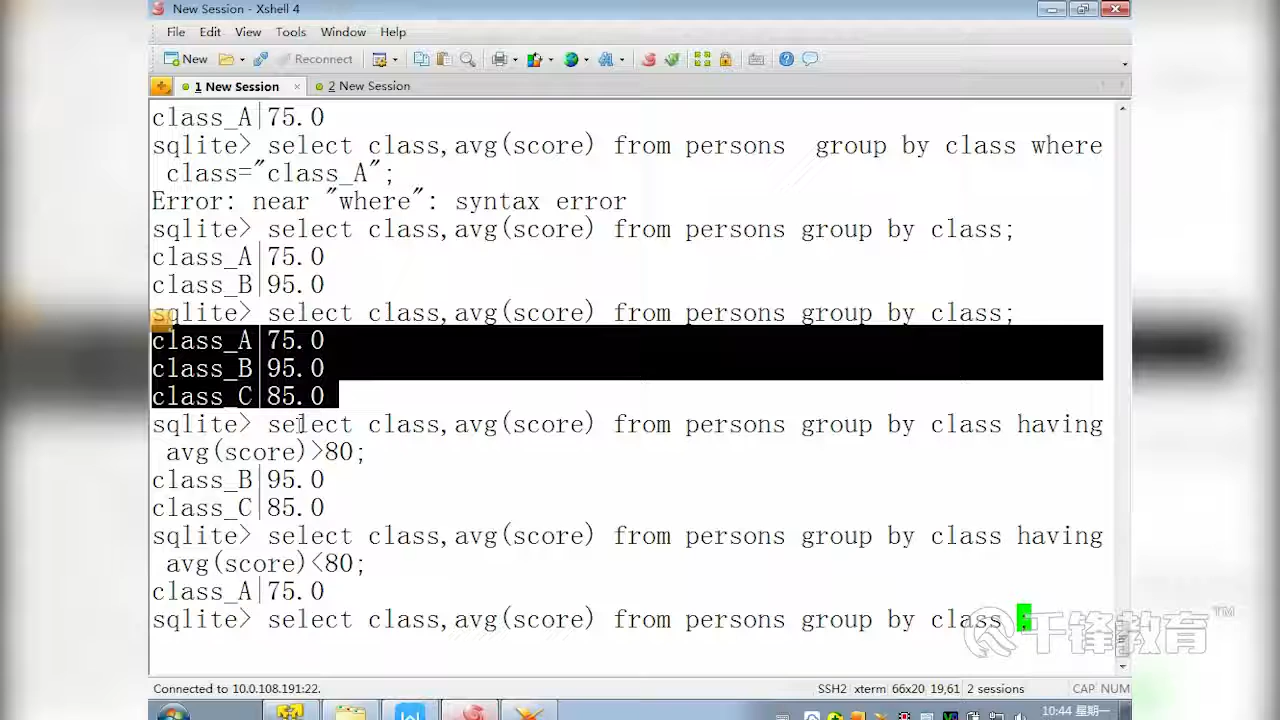 New Session - Xshell 4
File Edit View Tools Window Help
New Reconnect
1 New Session × 2 New Session
class_A|75.0
sqlite> select class,avg(score) from persons  group by class where
class="class_A";
Error: near "where": syntax error
sqlite> select class,avg(score) from persons group by class;
class_A|75.0
class_B|95.0
sqlite> select class,avg(score) from persons group by class;
class_A|75.0
class_B|95.0
class_C|85.0
sqlite> select class,avg(score) from persons group by class having
avg(score)>80;
class_B|95.0
class_C|85.0
sqlite> select class,avg(score) from persons group by class having
avg(score)<80;
class_A|75.0
sqlite> select class,avg(score) from persons group by class ;
千锋教育™
Connected to 10.0.108.191:22. SSH2 xterm 66x20 19,61 2 sessions CAP NUM
10:44 星期一